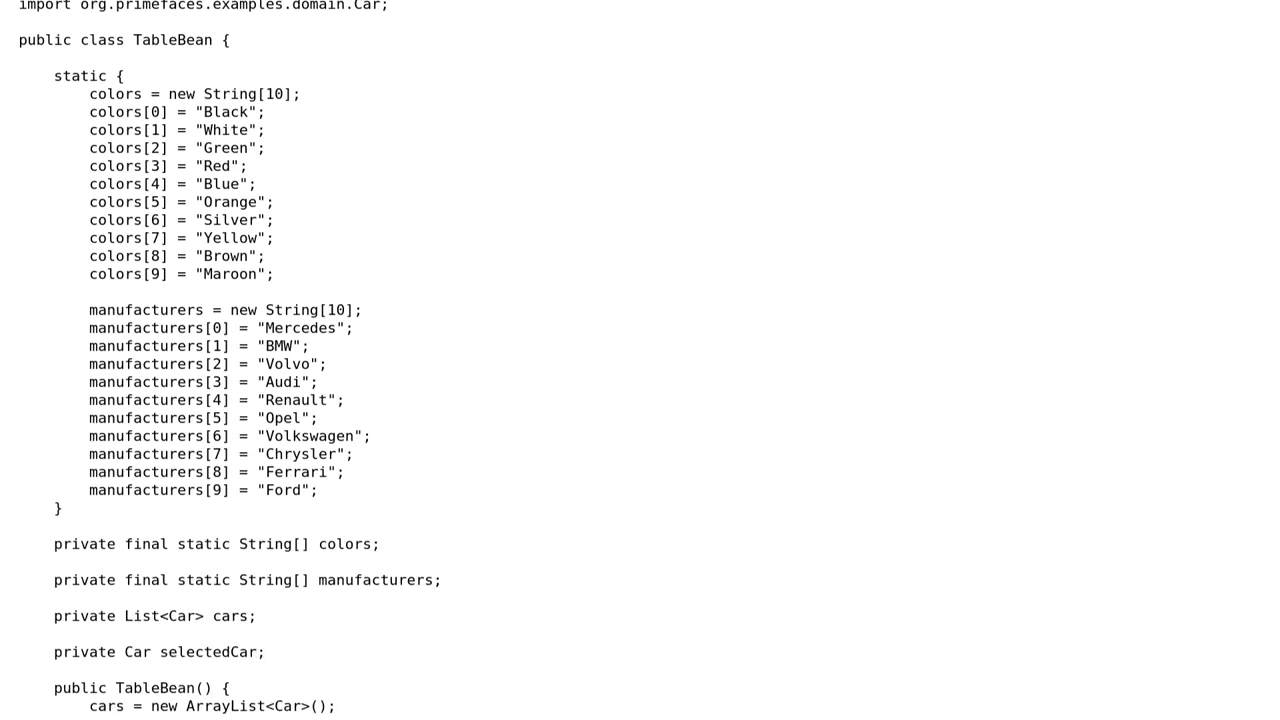 import org.primefaces.examples.domain.Car;
public class TableBean {
static {
colors = new String[10];
colors[0] = "Black";
colors[1] = "White";
colors[2] = "Green";
colors[3] = "Red";
colors[4] = "Blue";
colors[5] = "Orange";
colors[6] = "Silver";
colors[7] = "Yellow";
colors[8] = "Brown";
colors[9] = "Maroon";
manufacturers = new String[10];
manufacturers[0] = "Mercedes";
manufacturers[1] = "BMW";
manufacturers[2] = "Volvo";
manufacturers[3] = "Audi";
manufacturers[4] = "Renault";
manufacturers[5] = "Opel";
manufacturers[6] = "Volkswagen";
manufacturers[7] = "Chrysler";
manufacturers[8] = "Ferrari";
manufacturers[9] = "Ford";
}
private final static String[] colors;
private final static String[] manufacturers;
private List<Car> cars;
private Car selectedCar;
public TableBean() {
cars = new ArrayList<Car>();